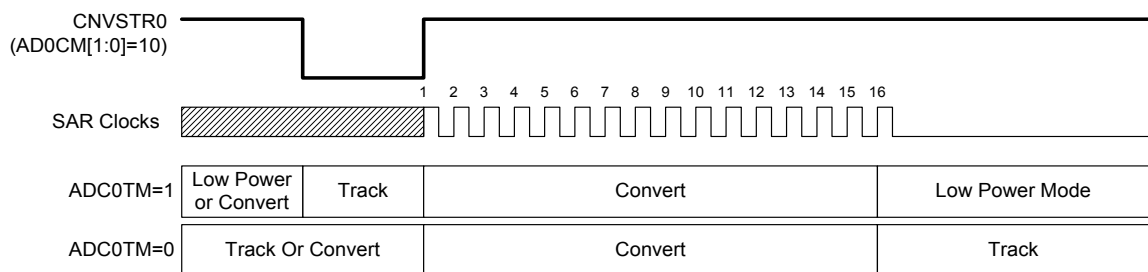 CNVSTR0
(AD0CM[1:0]=10)
1 2 3 4 5 6 7 8 9 10 11 12 13 14 15 16
SAR Clocks
ADC0TM=1
Low Power
or Convert
Track
Convert
Low Power Mode
ADC0TM=0
Track Or Convert
Convert
Track